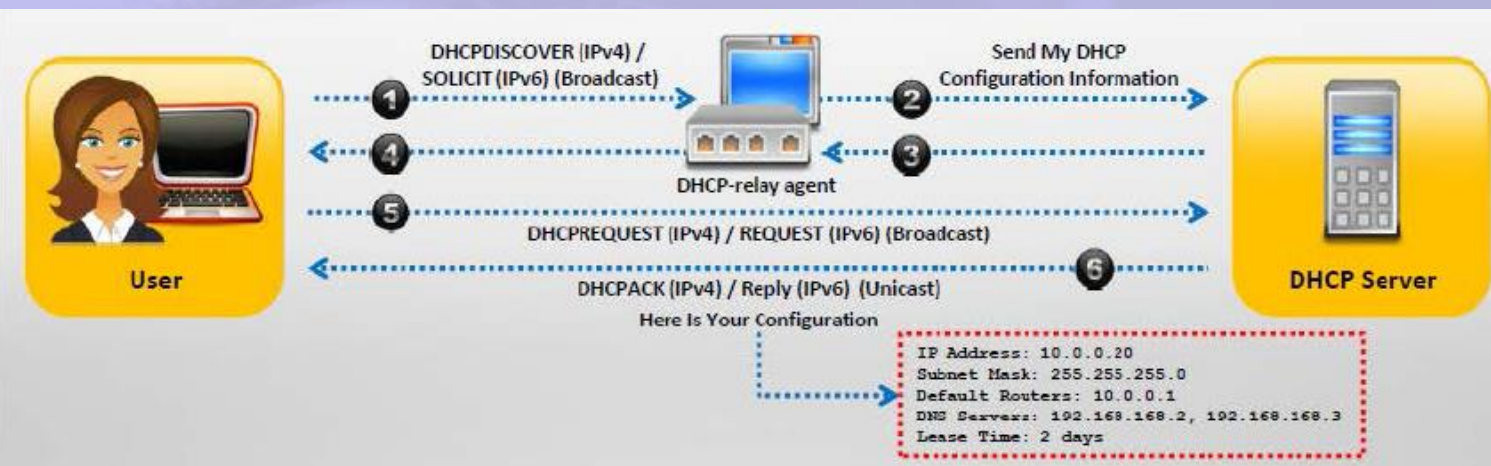 DHCPDISCOVER (IPv4) /
SOLICIT (IPv6) (Broadcast)
Send My DHCP
Configuration Information
1
2
4
3
DHCP-relay agent
5
DHCPREQUEST (IPv4) / REQUEST (IPv6) (Broadcast)
User
6
DHCP Server
DHCPACK (IPv4) / Reply (IPv6) (Unicast)
Here Is Your Configuration
IP Address: 10.0.0.20
Subnet Mask: 255.255.255.0
Default Routers: 10.0.0.1
DNS Servers: 192.168.168.2, 192.168.168.3
Lease Time: 2 days